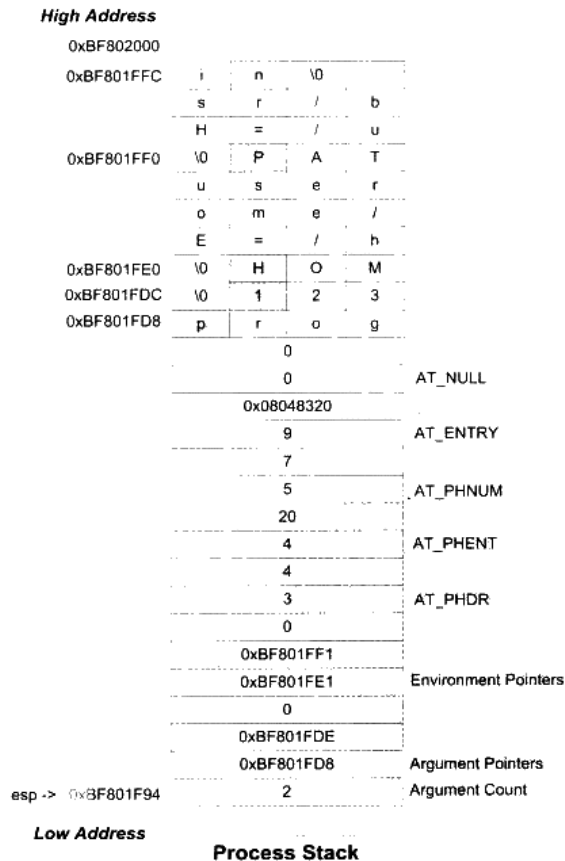 High Address
0xBF802000
0xBF801FFC i n \0
s r / b
H = / u
0xBF801FF0 \0 P A T
u s e r
o m e /
E = / h
0xBF801FE0 \0 H O M
0xBF801FDC \0 1 2 3
0xBF801FD8 p r o g
0
0 AT_NULL
0x08048320
9 AT_ENTRY
7
5 AT_PHNUM
20
4 AT_PHENT
4
3 AT_PHDR
0
0xBF801FF1
0xBF801FE1 Environment Pointers
0
0xBF801FDE
0xBF801FD8 Argument Pointers
esp -> 0xBF801F94 2 Argument Count
Low Address
Process Stack